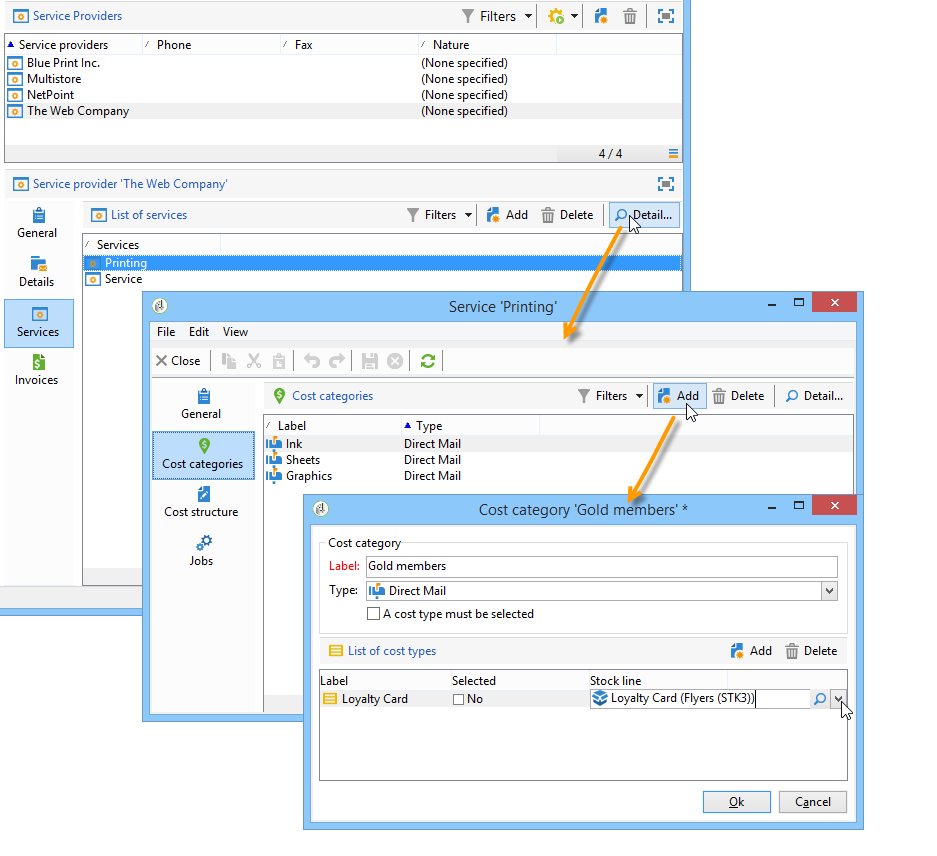 Service Providers
Filters
Service providers Phone Fax Nature
Blue Print Inc. (None specified)
Multistore (None specified)
NetPoint (None specified)
The Web Company (None specified)
4 / 4
Service provider 'The Web Company'
General
Details
Services
Invoices
List of services
Filters Add Delete Detail...
Services
Printing
Service
Service 'Printing'
File Edit View
Close
General
Cost categories
Cost structure
Jobs
Cost categories
Filters Add Delete Detail...
Label Type
Ink Direct Mail
Sheets Direct Mail
Graphics Direct Mail
Cost category 'Gold members' *
Cost category
Label: Gold members
Type: Direct Mail
A cost type must be selected
List of cost types Add Delete
Label Selected Stock line
Loyalty Card No Loyalty Card (Flyers (STK3))
Ok Cancel